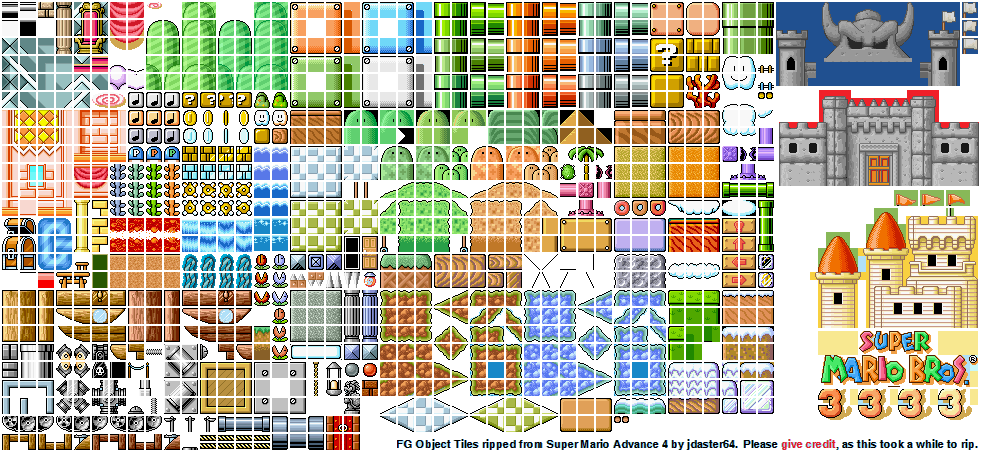 ?
P P P
SUPER
MARIO BROS.®
3 3 3 3
FG Object Tiles ripped from Super Mario Advance 4 by jdaster64. Please give credit, as this took a while to rip.